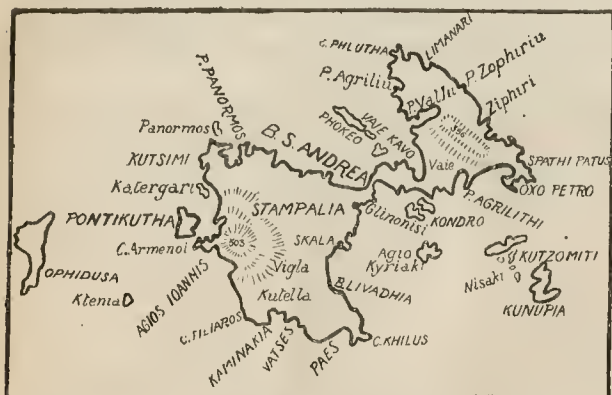 C. PHLUTHA
LIMANARI
P. Zophiriu
P. Agriliu
P. Vathi
Ziphiri
P. PANORMOS
PHOKEO
VAIE KAVO
Panormos
B. S. ANDREA
Vaie
SPATHI PATUS
KUTSIMI
OXO PETRO
Katergari
P. AGRILITHI
STAMPALIA
Glinonisi
KONDRO
PONTIKUTHA
503
SKALA
C. Armenoi
Vigla
Agio
Kyriaki
KUTZOMITI
Nisaki
OPHIDUSA
AGIOS IOANNIS
B. LIVADHIA
Ktenia
Kutella
KUNUPIA
C. FILIAROS
KAMINAKIA
VATSES
PAES
C. KHILUS